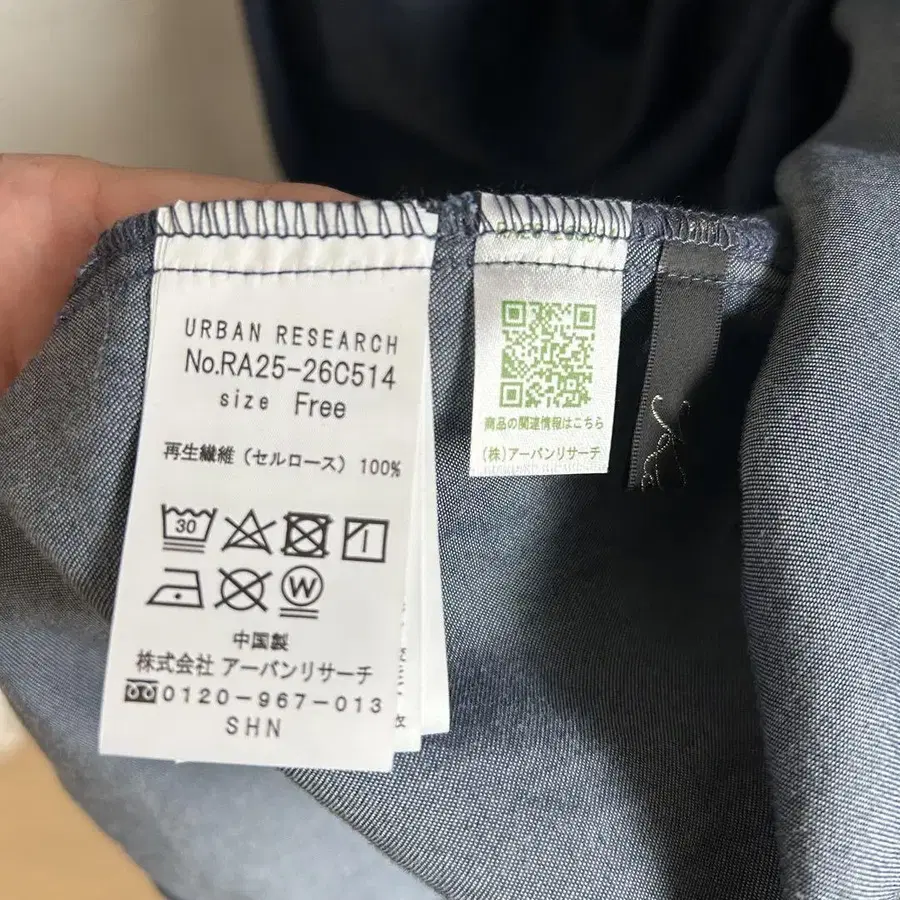 URBAN RESEARCH
No.RA25-26C514
size Free
再生繊維（セルロース）100%
30
W
中国製
株式会社 アーバンリサーチ
0120-967-013
SHN
商品の関連情報はこちら
(株)アーバンリサーチ